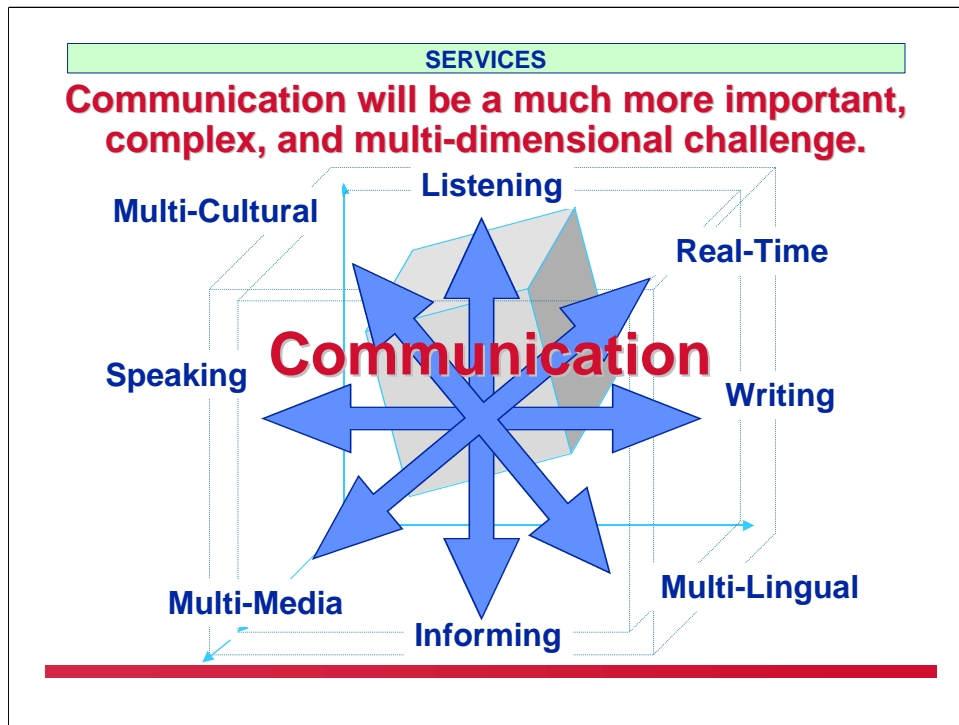 SERVICES
Communication will be a much more important,
complex, and multi-dimensional challenge.
Listening
Multi-Cultural
Real-Time
Communication
Speaking
Writing
Multi-Lingual
Multi-Media
Informing